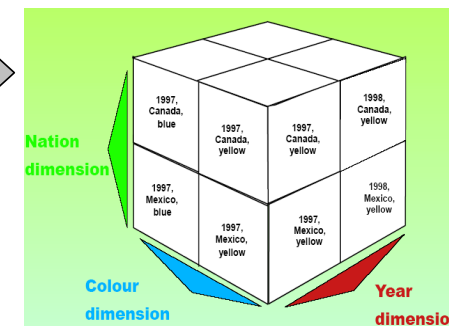 1997,
Canada,
blue
1997,
Canada,
yellow
1997,
Canada,
yellow
1998,
Canada,
yellow
Nation
dimension
1997,
Mexico,
blue
1997,
Mexico,
yellow
1997,
Mexico,
yellow
1998,
Mexico,
yellow
Colour
dimension
Year
dimensio